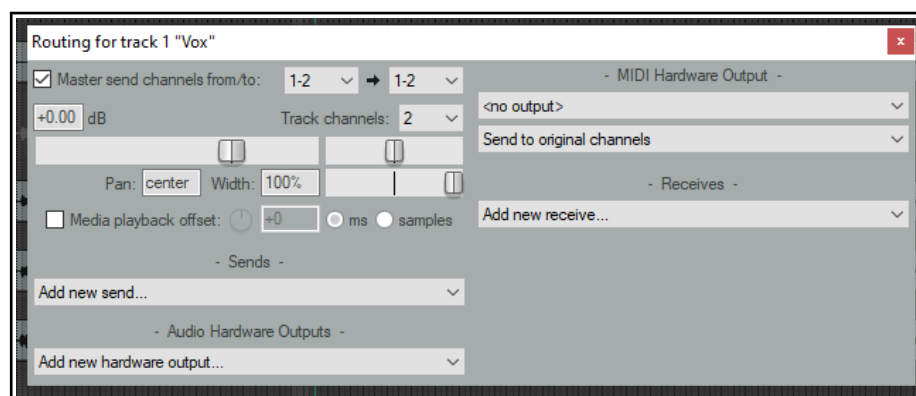 Routing for track 1 "Vox"
x
Master send channels from/to: 1-2 1-2
+0.00 dB Track channels: 2
Pan: center Width: 100%
Media playback offset: +0 ms samples
- Sends -
Add new send...
- Audio Hardware Outputs -
Add new hardware output...
- MIDI Hardware Output -
<no output>
Send to original channels
- Receives -
Add new receive...